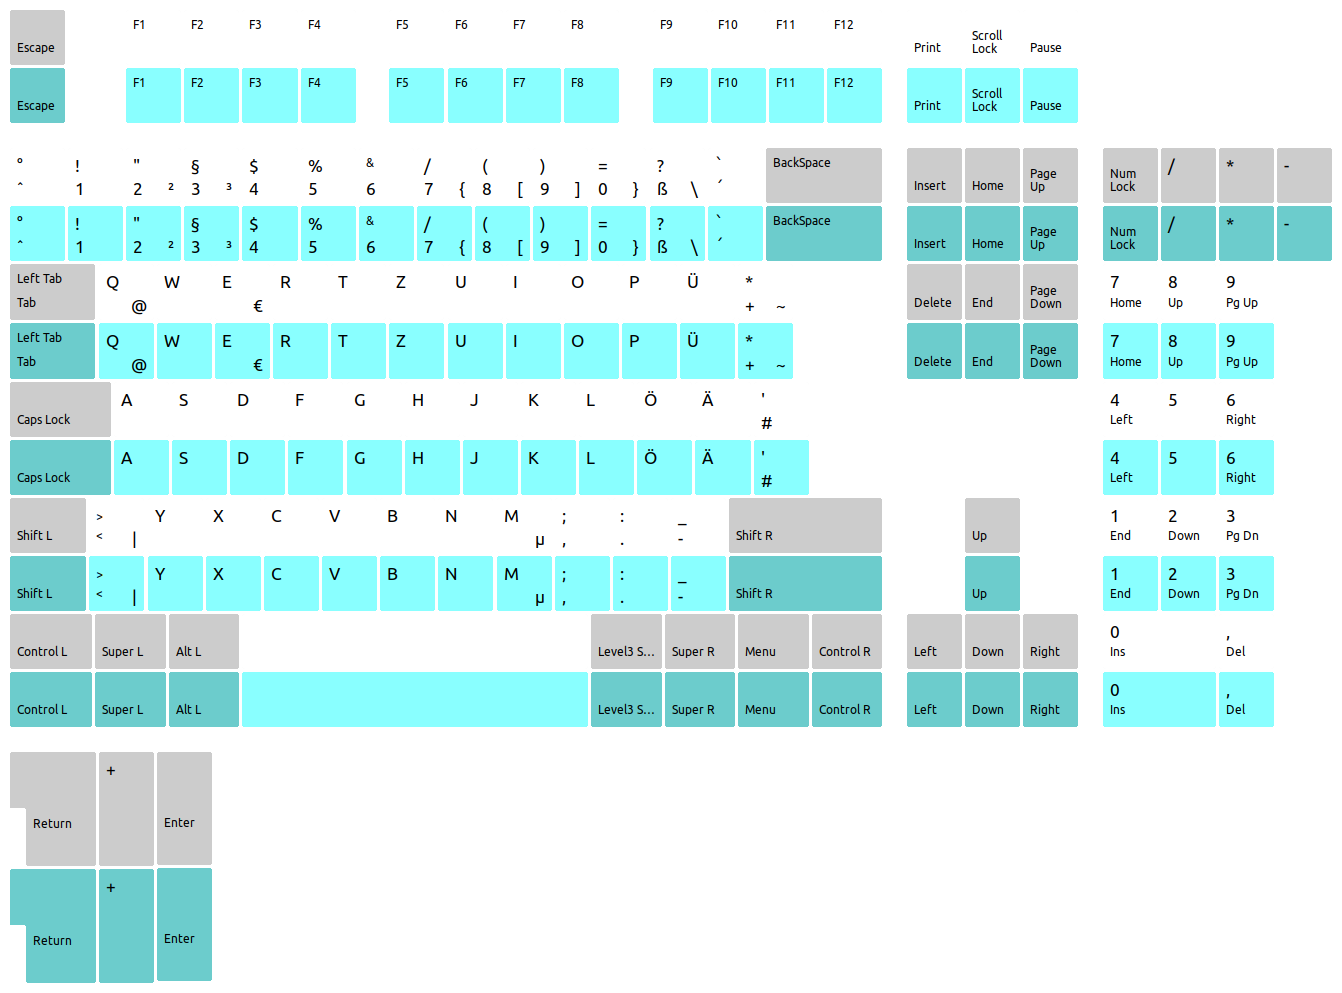 F1 F2 F3 F4 F5 F6 F7 F8 F9 F10 F11 F12
Escape Print Scroll Lock Pause
F1 F2 F3 F4 F5 F6 F7 F8 F9 F10 F11 F12
Escape Print Scroll Lock Pause
° ! " § $ % & / ( ) = ? ` BackSpace Num Lock / * -
^ 1 2 ² 3 ³ 4 5 6 7 { 8 [ 9 ] 0 } ß \ ´ Insert Home Page Up
° ! " § $ % & / ( ) = ? ` BackSpace Num Lock / * -
^ 1 2 ² 3 ³ 4 5 6 7 { 8 [ 9 ] 0 } ß \ ´ Insert Home Page Up
Left Tab Q W E R T Z U I O P Ü * 7 8 9
Tab @ € + ~ Delete End Page Down Home Up Pg Up
Left Tab Q W E R T Z U I O P Ü * 7 8 9
Tab @ € + ~ Delete End Page Down Home Up Pg Up
A S D F G H J K L Ö Ä ' 4 5 6
Caps Lock # Left Right
A S D F G H J K L Ö Ä ' 4 5 6
Caps Lock # Left Right
> Y X C V B N M ; : _ 1 2 3
Shift L < | µ , . - Shift R Up End Down Pg Dn
> Y X C V B N M ; : _ 1 2 3
Shift L < | µ , . - Shift R Up End Down Pg Dn
0 ,
Control L Super L Alt L Level3 S... Super R Menu Control R Left Down Right Ins Del
0 ,
Control L Super L Alt L Level3 S... Super R Menu Control R Left Down Right Ins Del
+
Return Enter
+
Return Enter